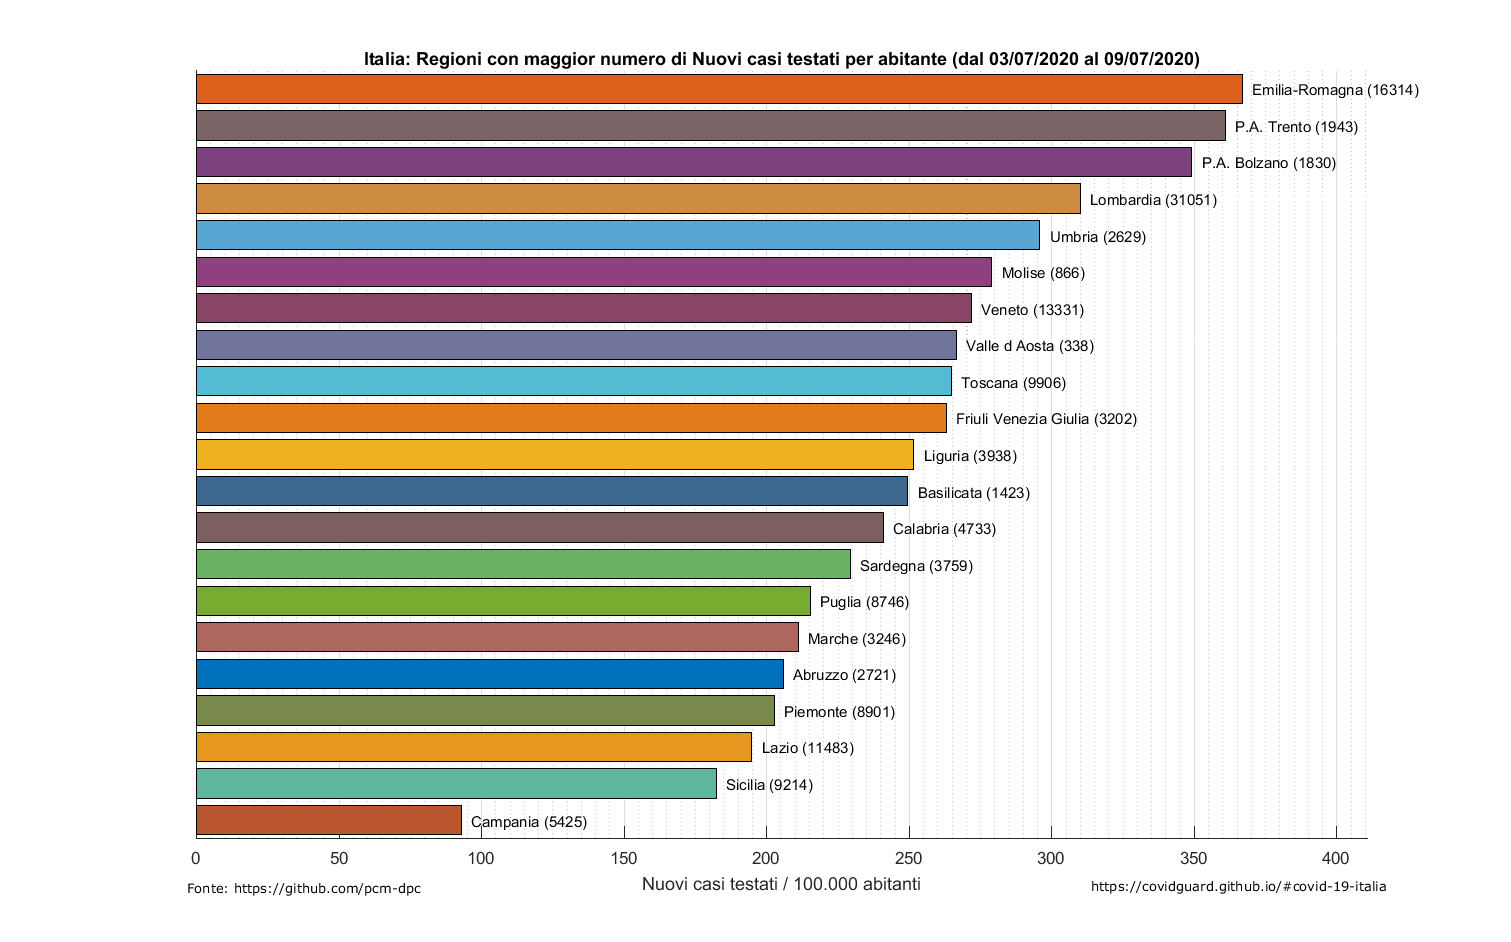 Italia: Regioni con maggior numero di Nuovi casi testati per abitante (dal 03/07/2020 al 09/07/2020)
Emilia-Romagna (16314)
P.A. Trento (1943)
P.A. Bolzano (1830)
Lombardia (31051)
Umbria (2629)
Molise (866)
Veneto (13331)
Valle d Aosta (338)
Toscana (9906)
Friuli Venezia Giulia (3202)
Liguria (3938)
Basilicata (1423)
Calabria (4733)
Sardegna (3759)
Puglia (8746)
Marche (3246)
Abruzzo (2721)
Piemonte (8901)
Lazio (11483)
Sicilia (9214)
Campania (5425)
0 50 100 150 200 250 300 350 400
Nuovi casi testati / 100.000 abitanti
Fonte: https://github.com/pcm-dpc
https://covidguard.github.io/#covid-19-italia